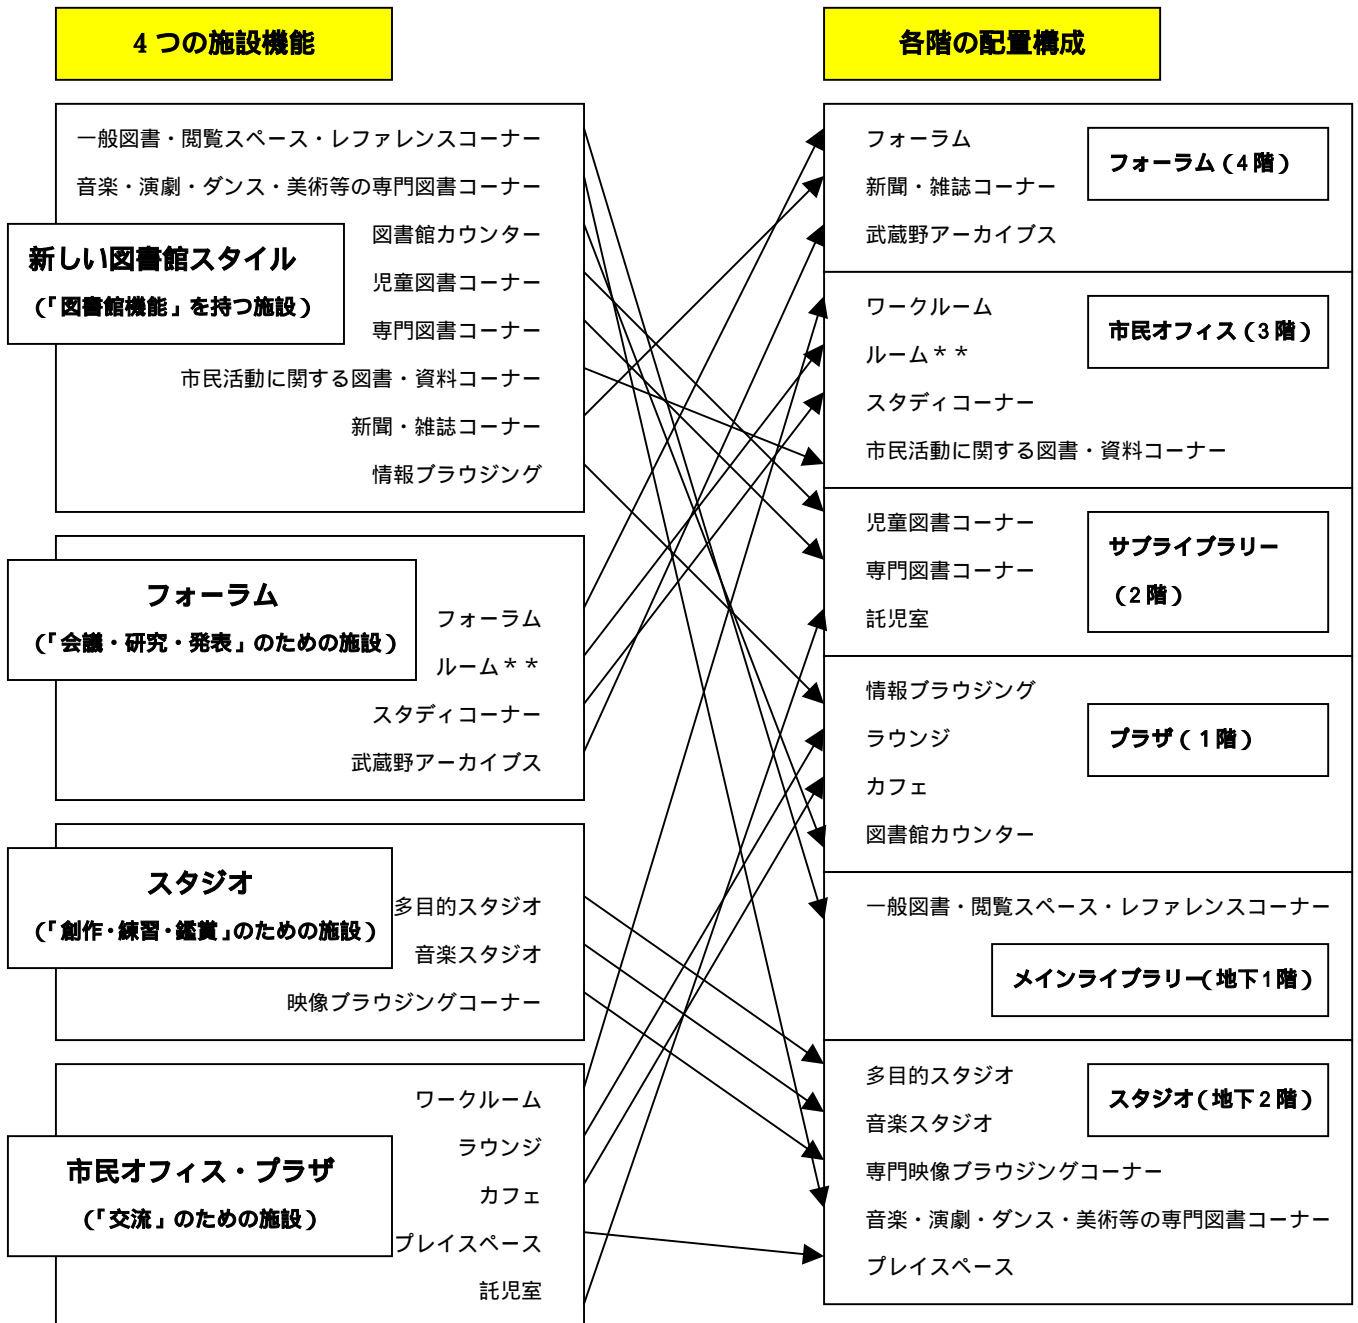 4つの施設機能
一般図書・閲覧スペース・レファレンスコーナー
音楽・演劇・ダンス・美術等の専門図書コーナー
図書館カウンター
新しい図書館スタイル
児童図書コーナー
（「図書館機能」を持つ施設）
専門図書コーナー
市民活動に関する図書・資料コーナー
新聞・雑誌コーナー
情報ブラウジング
フォーラム
（「会議・研究・発表」のための施設）
フォーラム
ルーム＊＊
スタディコーナー
武蔵野アーカイブス
スタジオ
（「創作・練習・鑑賞」のための施設）
多目的スタジオ
音楽スタジオ
映像ブラウジングコーナー
市民オフィス・プラザ
（「交流」のための施設）
ワークルーム
ラウンジ
カフェ
プレイスペース
託児室
各階の配置構成
フォーラム
フォーラム（4階）
新聞・雑誌コーナー
武蔵野アーカイブス
ワークルーム
市民オフィス（3階）
ルーム＊＊
スタディコーナー
市民活動に関する図書・資料コーナー
児童図書コーナー
サブライブラリー
（2階）
専門図書コーナー
託児室
情報ブラウジング
プラザ（1階）
ラウンジ
カフェ
図書館カウンター
一般図書・閲覧スペース・レファレンスコーナー
メインライブラリー（地下1階）
多目的スタジオ
スタジオ（地下2階）
音楽スタジオ
専門映像ブラウジングコーナー
音楽・演劇・ダンス・美術等の専門図書コーナー
プレイスペース